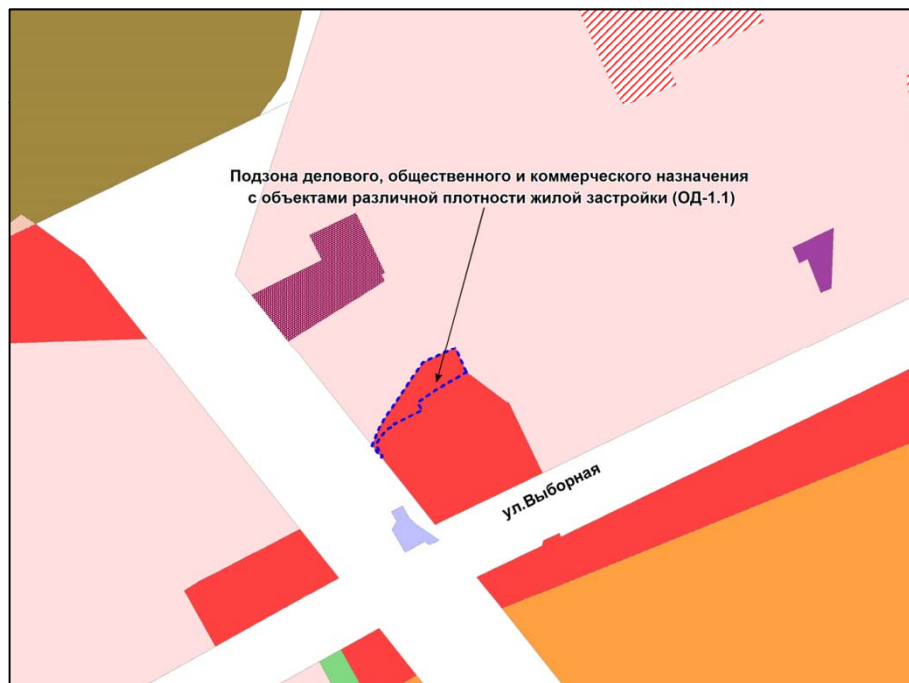 Подзона делового, общественного и коммерческого назначения
с объектами различной плотности жилой застройки (ОД-1.1)
ул.Выборная